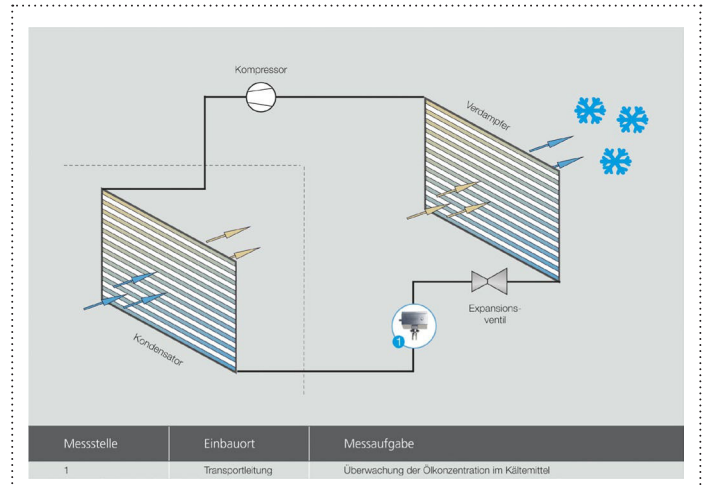 Kompressor
Verdampfer
Expansions-
ventil
1
Kondensator
Messstelle Einbauort Messaufgabe
1 Transportleitung Überwachung der Ölkonzentration im Kältemittel